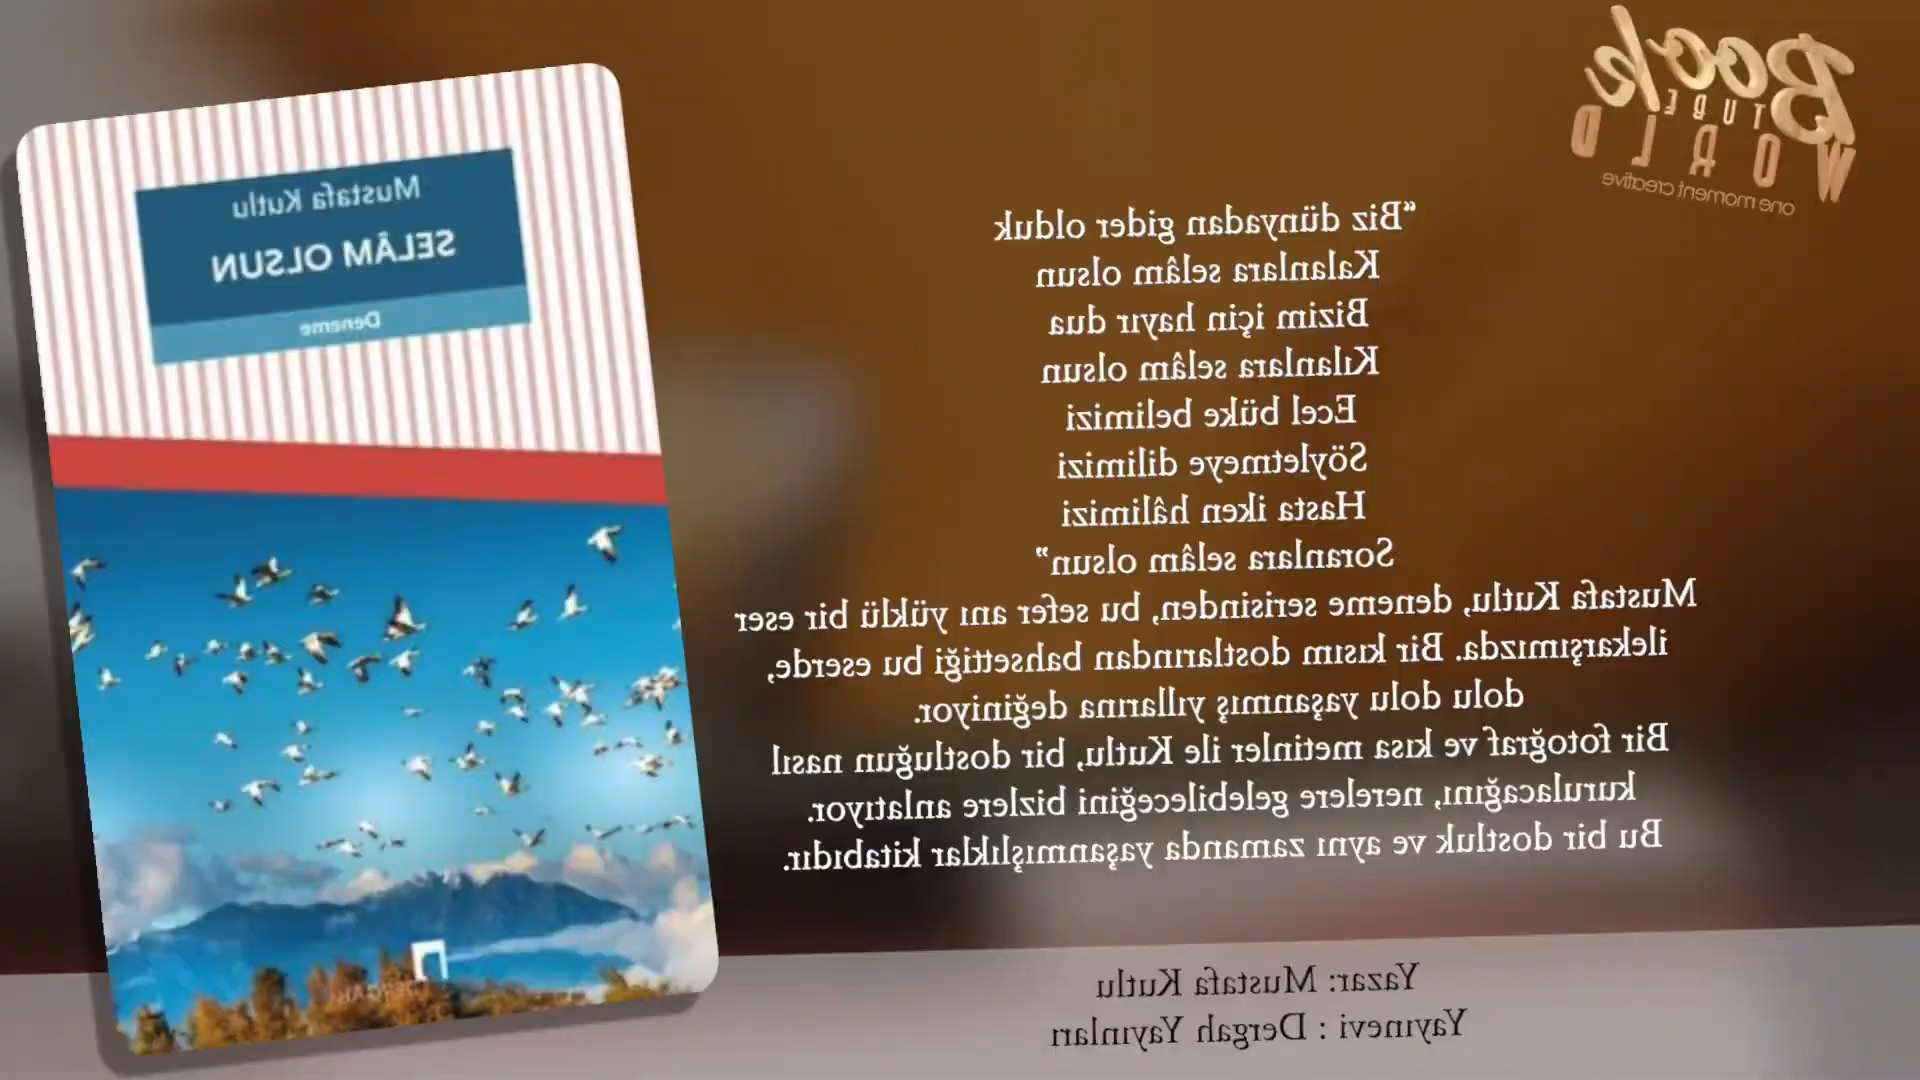 Book
TUBE
WORLD
one moment creative
Mustafa Kutlu
SELÂM OLSUN
Deneme
“Biz dünyadan gider olduk
Kalanlara selâm olsun
Bizim için hayır dua
Kılanlara selâm olsun
Ecel büke belimizi
Söyletmeye dilimizi
Hasta iken hâlimizi
Soranlara selâm olsun”
Mustafa Kutlu, deneme serisinden, bu sefer anı yüklü bir eser
ilekarşımızda. Bir kısım dostlarından bahsettiği bu eserde,
dolu dolu yaşanmış yıllarına değiniyor.
Bir fotoğraf ve kısa metinler ile Kutlu, bir dostluğun nasıl
kurulacağını, nerelere gelebileceğini bizlere anlatıyor.
Bu bir dostluk ve aynı zamanda yaşanmışlıklar kitabıdır.
Yazar: Mustafa Kutlu
Yayınevi : Dergah Yayınları